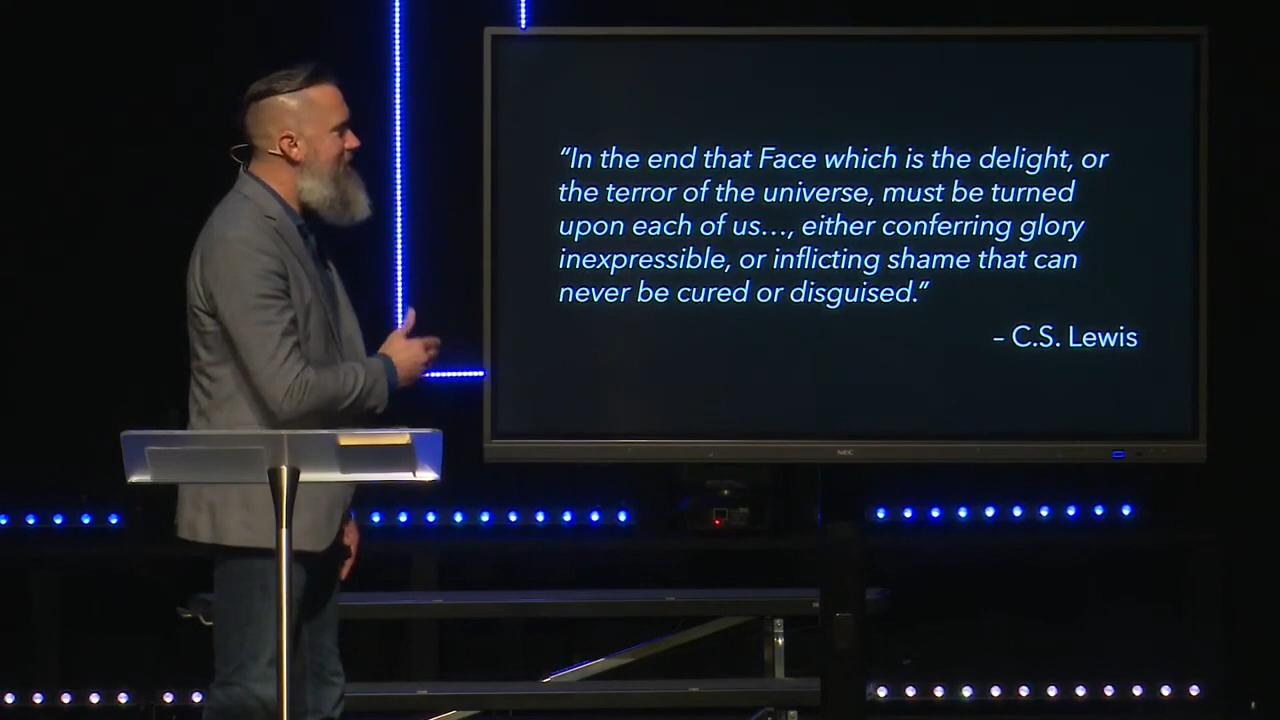 “In the end that Face which is the delight, or
the terror of the universe, must be turned
upon each of us…, either conferring glory
inexpressible, or inflicting shame that can
never be cured or disguised.”
– C.S. Lewis
NEC